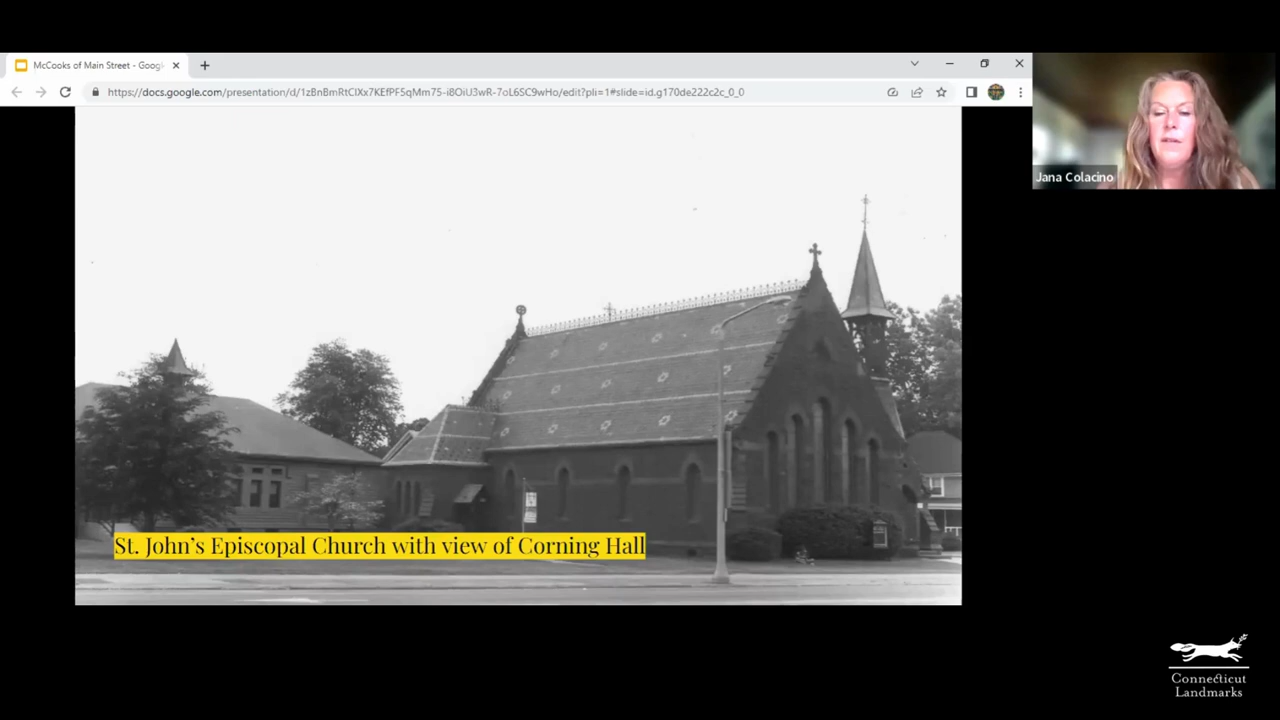 McCooks of Main Street - Googl
https://docs.google.com/presentation/d/1zBnBmRtClXx7KEfPF5qMm75-i8OiU3wR-7oL6SC9wHo/edit?pli=1#slide=id.g170de222c2c_0_0
Jana Colacino
St. John's Episcopal Church with view of Corning Hall
Connecticut
Landmarks